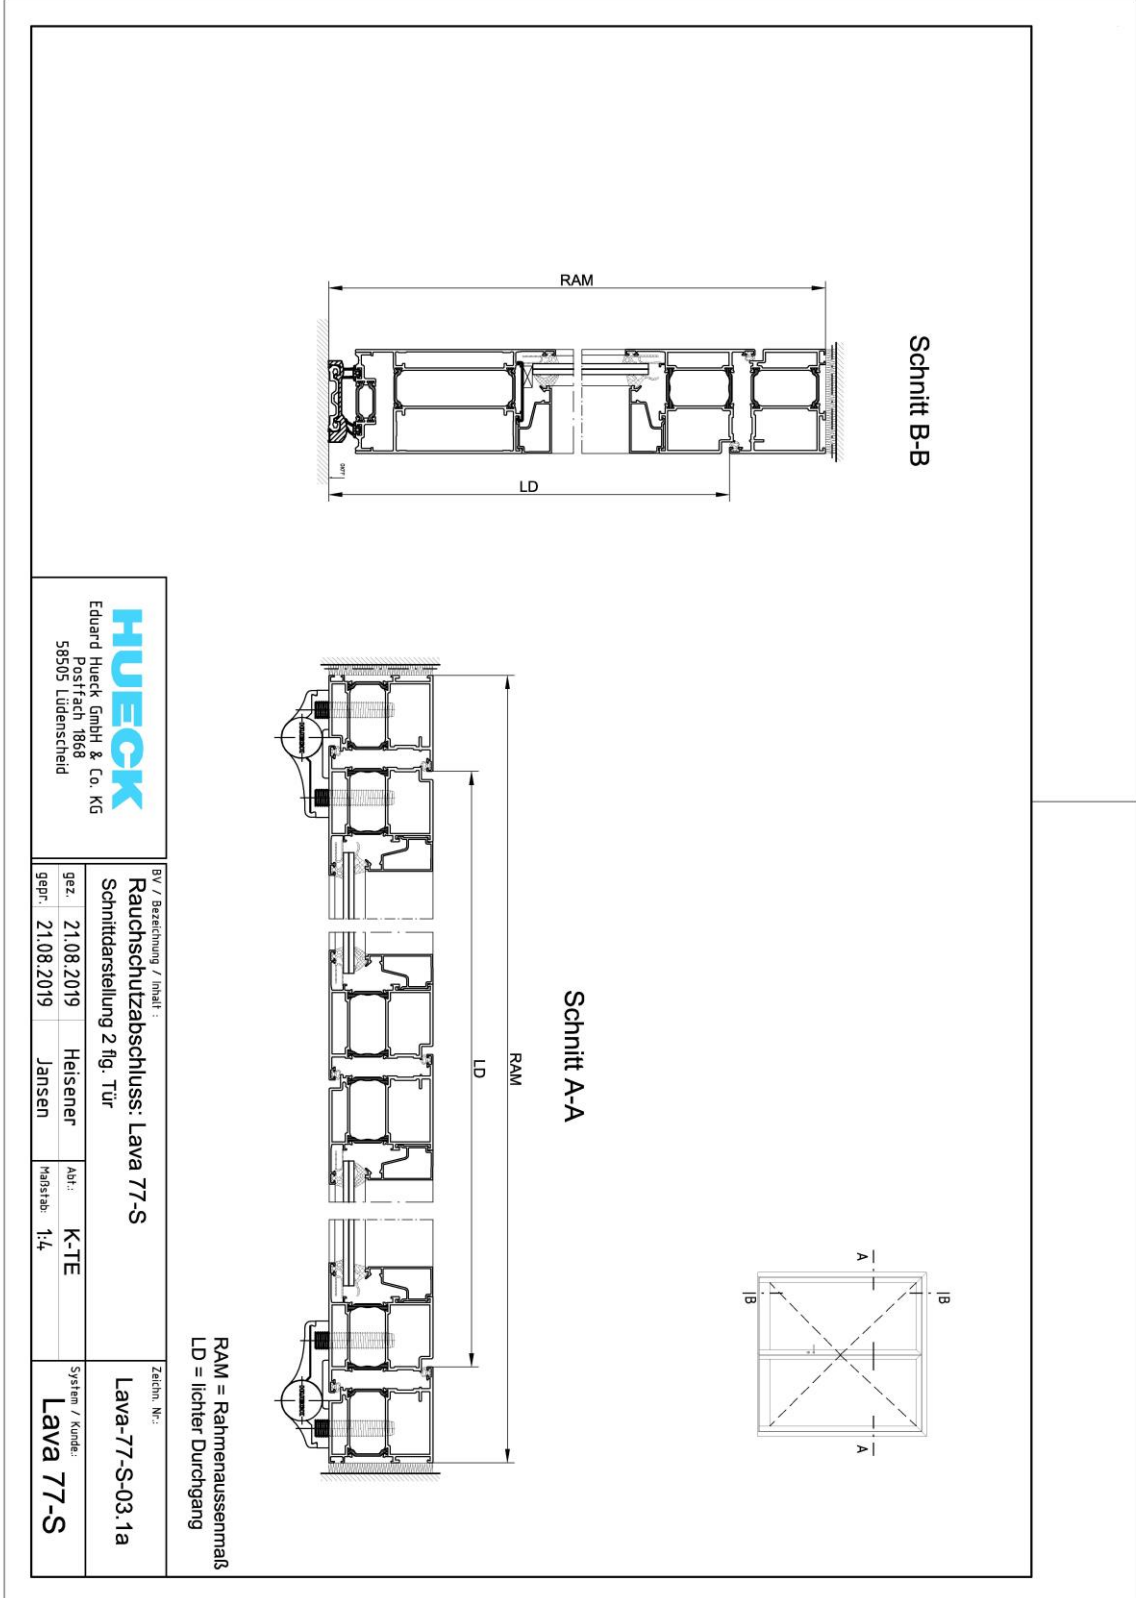 Schnitt B-B
RAM
LD
OKFF
Schnitt A-A
RAM
LD
A
A
B
B
RAM = Rahmenaussenmaß
LD = lichter Durchgang
HUECK
Eduard Hueck GmbH & Co. KG
Postfach 1868
58505 Lüdenscheid
BV / Bezeichnung / Inhalt :
Rauchschutzabschluss: Lava 77-S
Schnittdarstellung 2 flg. Tür
gez. 21.08.2019 Heisener Abt.: K-TE
gepr. 21.08.2019 Jansen Maßstab: 1:4
Zeichn. Nr.:
Lava-77-S-03.1a
System / Kunde:
Lava 77-S